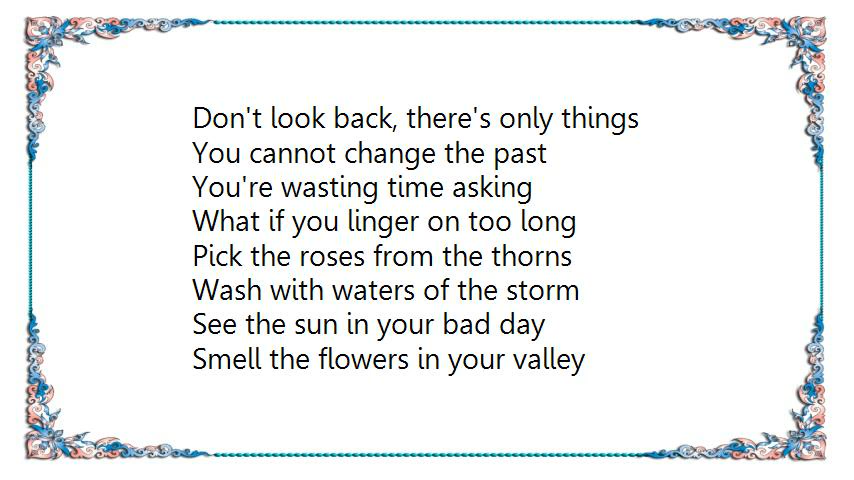 Don't look back, there's only things
You cannot change the past
You're wasting time asking
What if you linger on too long
Pick the roses from the thorns
Wash with waters of the storm
See the sun in your bad day
Smell the flowers in your valley